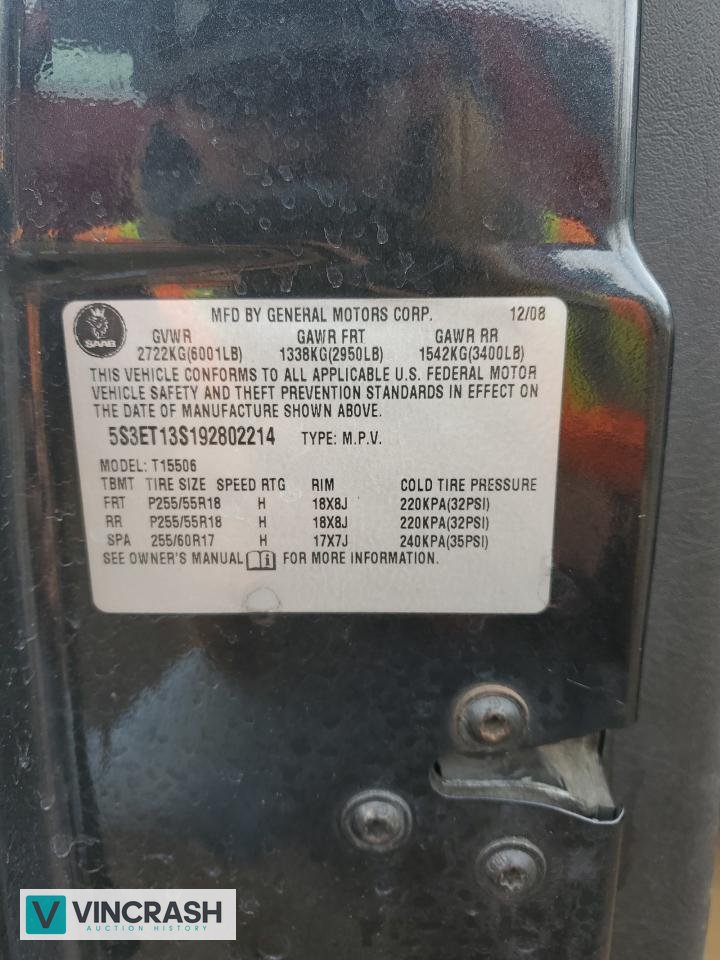 SAAB
MFD BY GENERAL MOTORS CORP. 12/08
GVWR GAWR FRT GAWR RR
2722KG(6001LB) 1338KG(2950LB) 1542KG(3400LB)
THIS VEHICLE CONFORMS TO ALL APPLICABLE U.S. FEDERAL MOTOR
VEHICLE SAFETY AND THEFT PREVENTION STANDARDS IN EFFECT ON
THE DATE OF MANUFACTURE SHOWN ABOVE.
5S3ET13S192802214 TYPE: M.P.V.
MODEL: T15506
TBMT TIRE SIZE SPEED RTG RIM COLD TIRE PRESSURE
FRT P255/55R18 H 18X8J 220KPA(32PSI)
RR P255/55R18 H 18X8J 220KPA(32PSI)
SPA 255/60R17 H 17X7J 240KPA(35PSI)
SEE OWNER'S MANUAL i FOR MORE INFORMATION.
V VINCRASH
AUCTION HISTORY